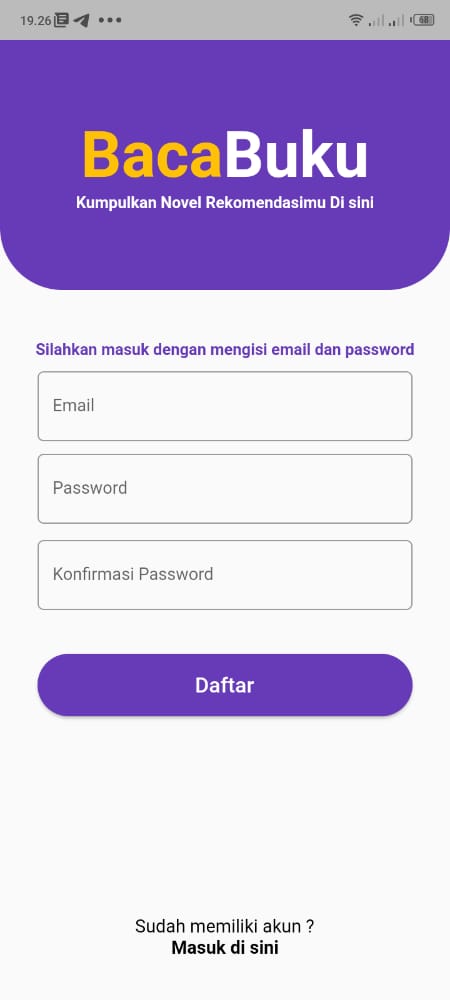 19.26
68
BacaBuku
Kumpulkan Novel Rekomendasimu Di sini
Silahkan masuk dengan mengisi email dan password
Email
Password
Konfirmasi Password
Daftar
Sudah memiliki akun ?
Masuk di sini